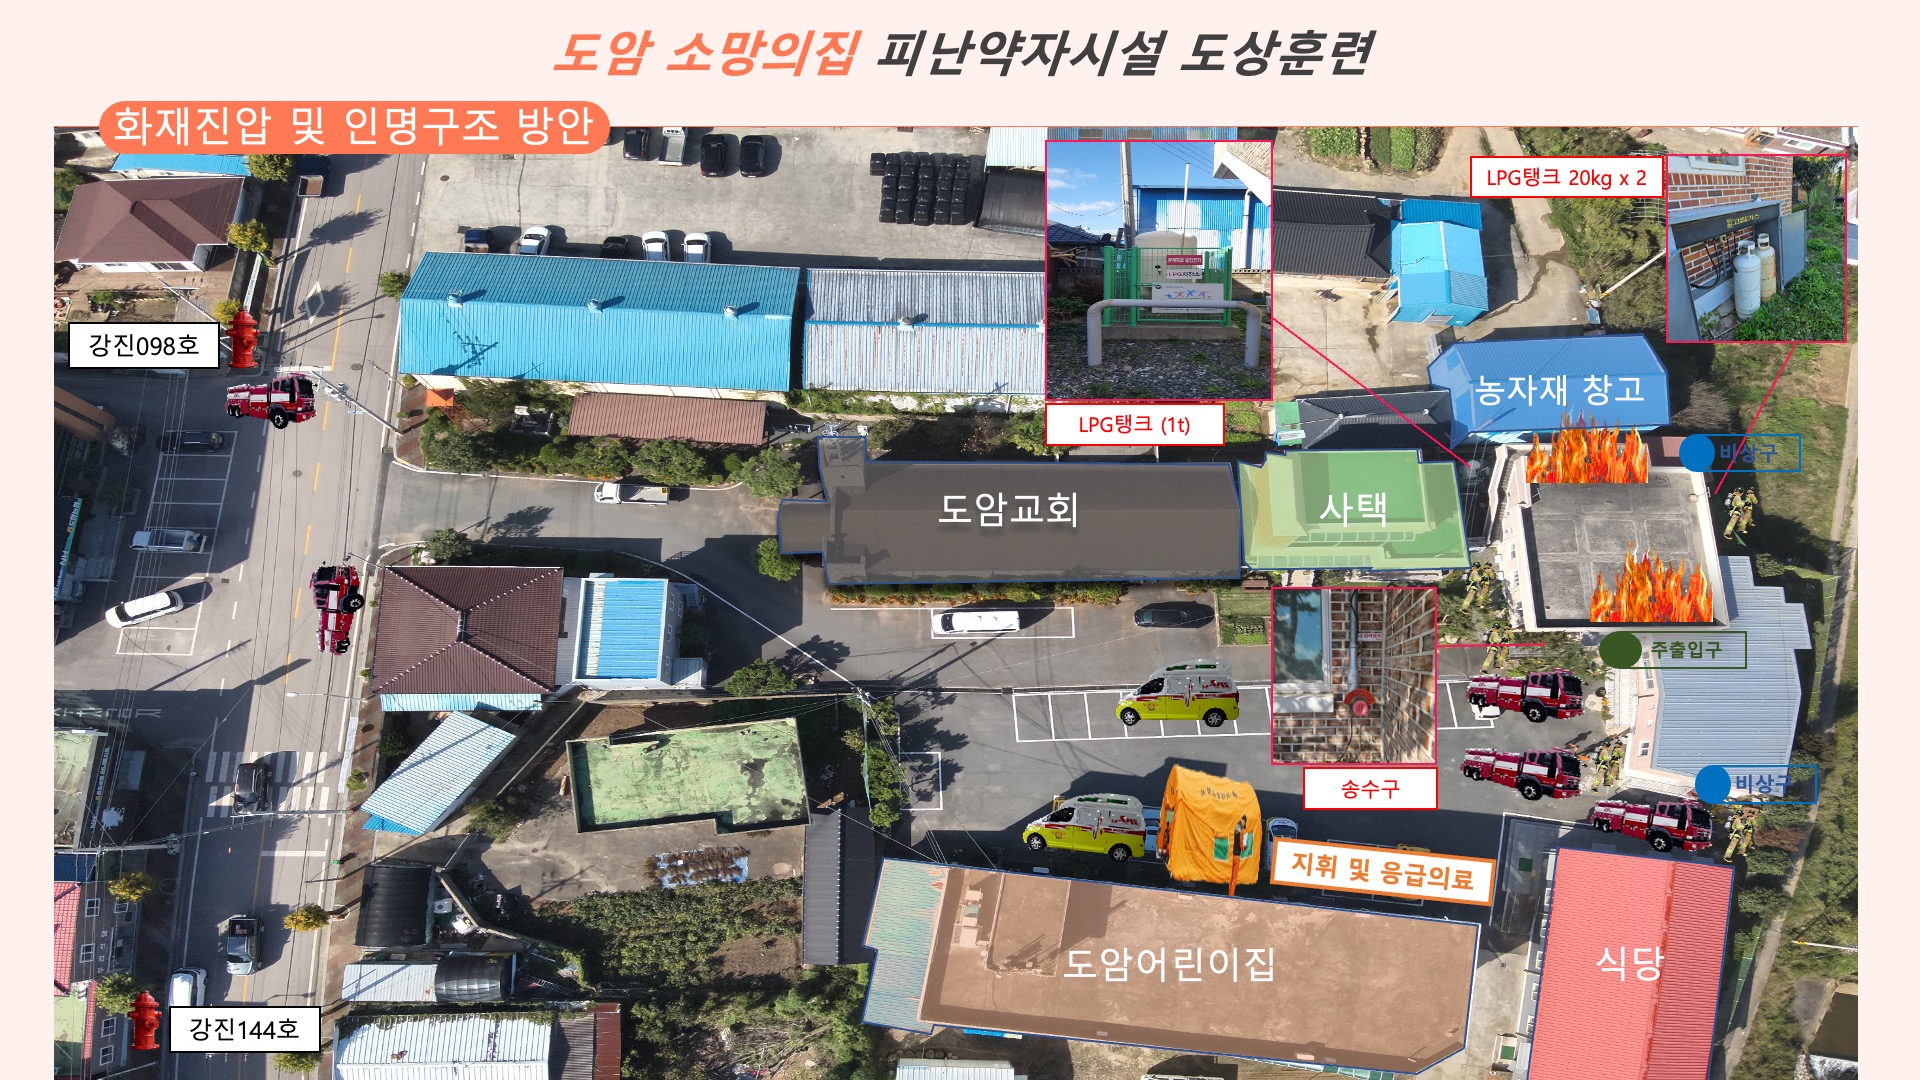 도암 소망의집 피난약자시설 도상훈련
화재진압 및 인명구조 방안
LPG탱크 20kg x 2
강진098호
농자재 창고
LPG탱크 (1t)
비상구
도암교회
사택
주출입구
송수구
비상구
지휘 및 응급의료
도암어린이집
식당
강진144호